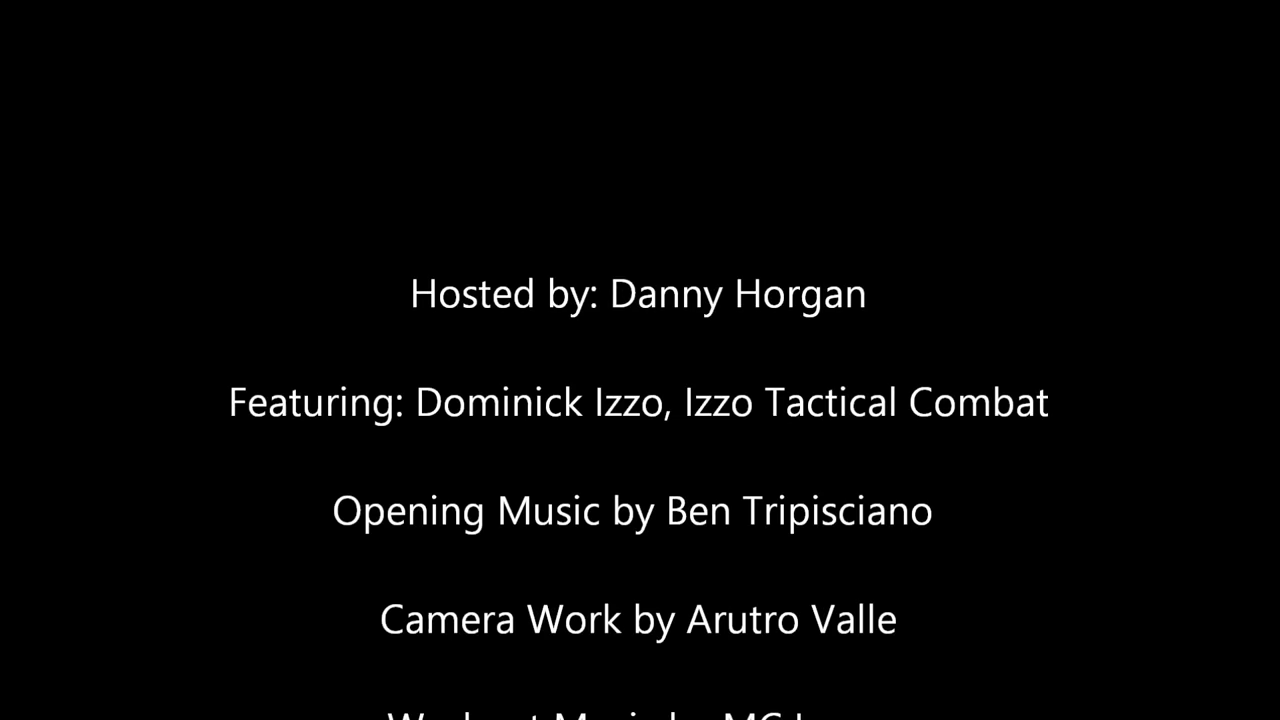 Hosted by: Danny Horgan
Featuring: Dominick Izzo, Izzo Tactical Combat
Opening Music by Ben Tripisciano
Camera Work by Arutro Valle